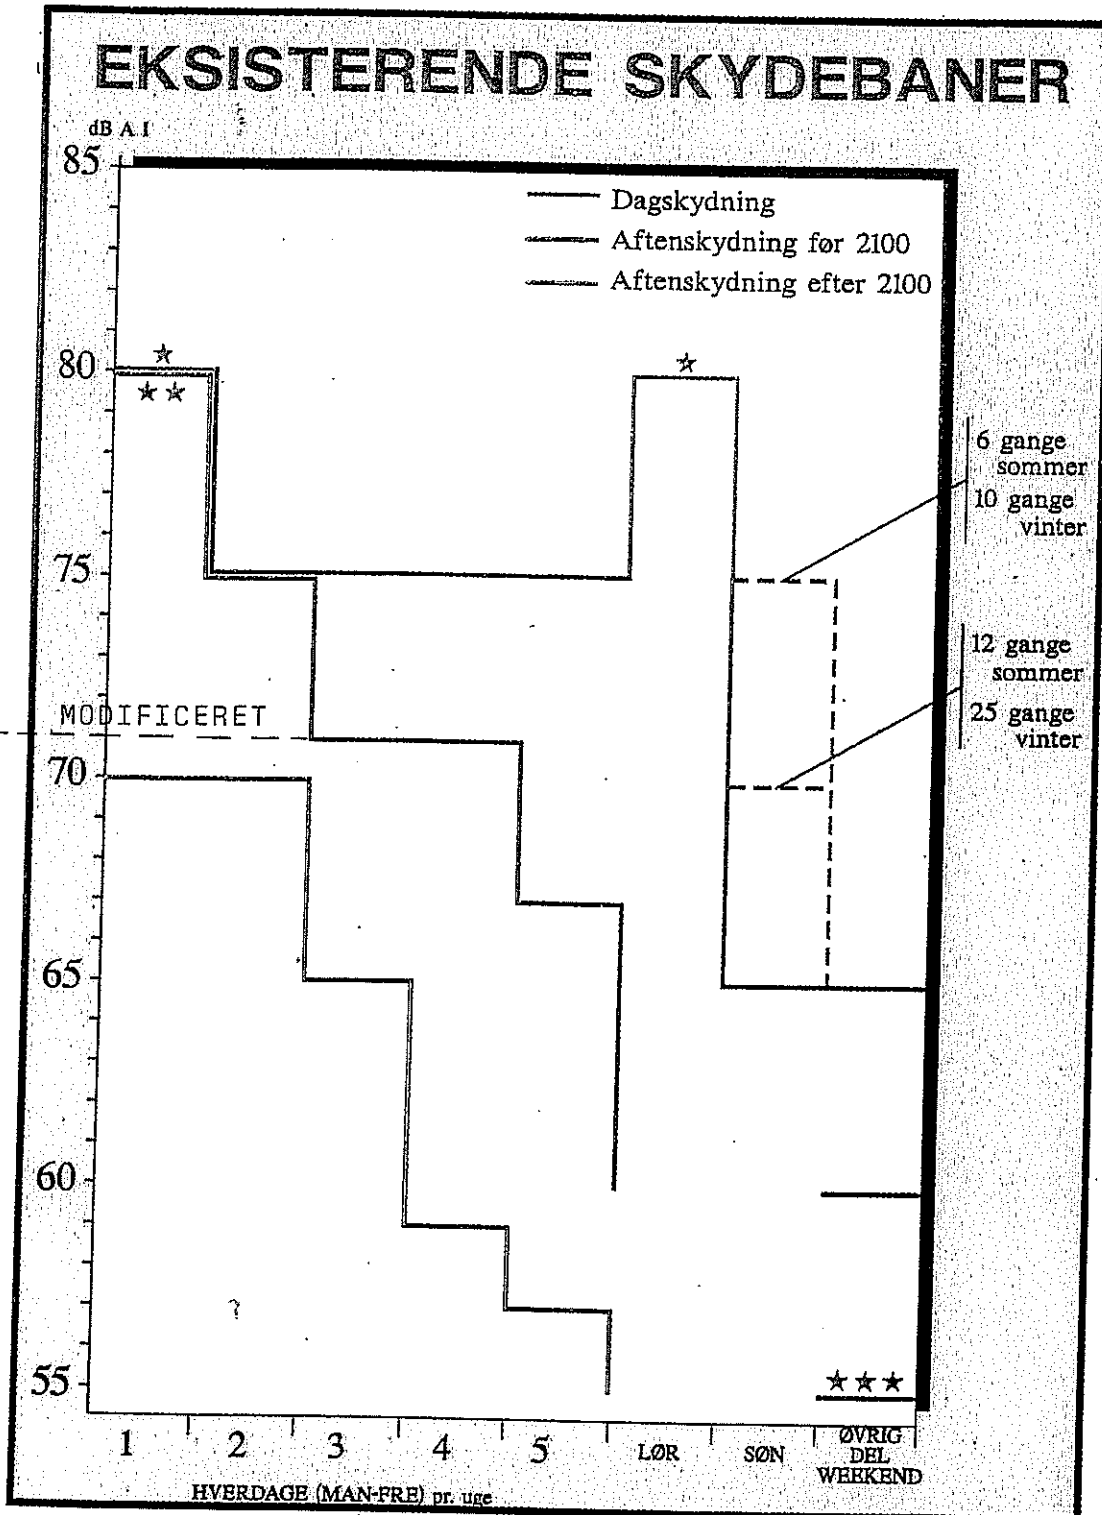 EKSISTERENDE SKYDEBANER
dB A I
85
Dagskydning
Aftenskydning før 2100
Aftenskydning efter 2100
80
★
★★
★
6 gange
sommer
10 gange
vinter
75
12 gange
sommer
25 gange
vinter
MODIFICERET
70
65
60
55
★★★
1 2 3 4 5 LØR SØN ØVRIG
DEL
WEEKEND
HVERDAGE (MAN-FRE) pr. uge